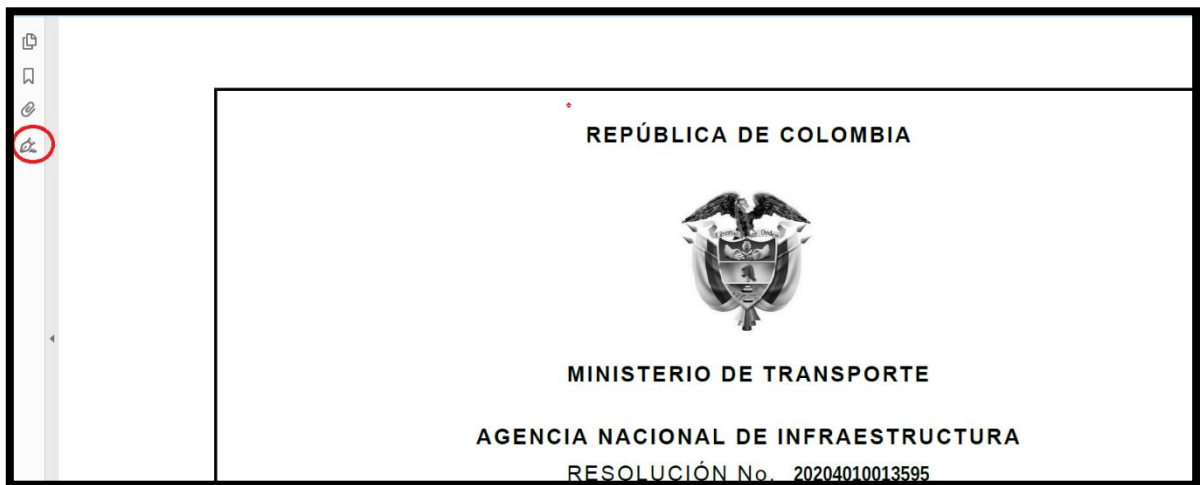 REPÚBLICA DE COLOMBIA
MINISTERIO DE TRANSPORTE
AGENCIA NACIONAL DE INFRAESTRUCTURA
RESOLUCIÓN No. 20204010013595